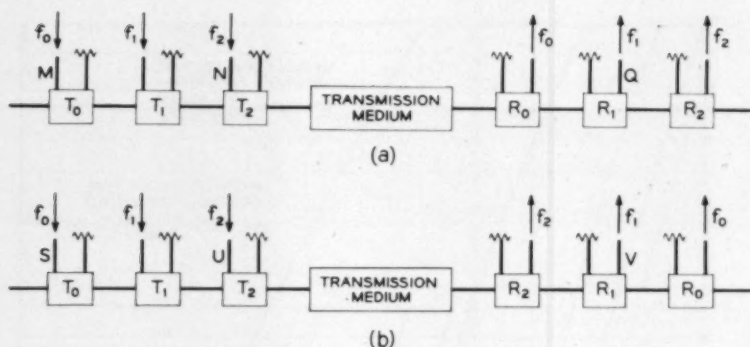 f₀ f₁ f₂ f₀ f₁ f₂
M N Q
T₀ T₁ T₂ TRANSMISSION MEDIUM R₀ R₁ R₂
(a)
f₀ f₁ f₂ f₂ f₁ f₀
S U V
T₀ T₁ T₂ TRANSMISSION MEDIUM R₂ R₁ R₀
(b)